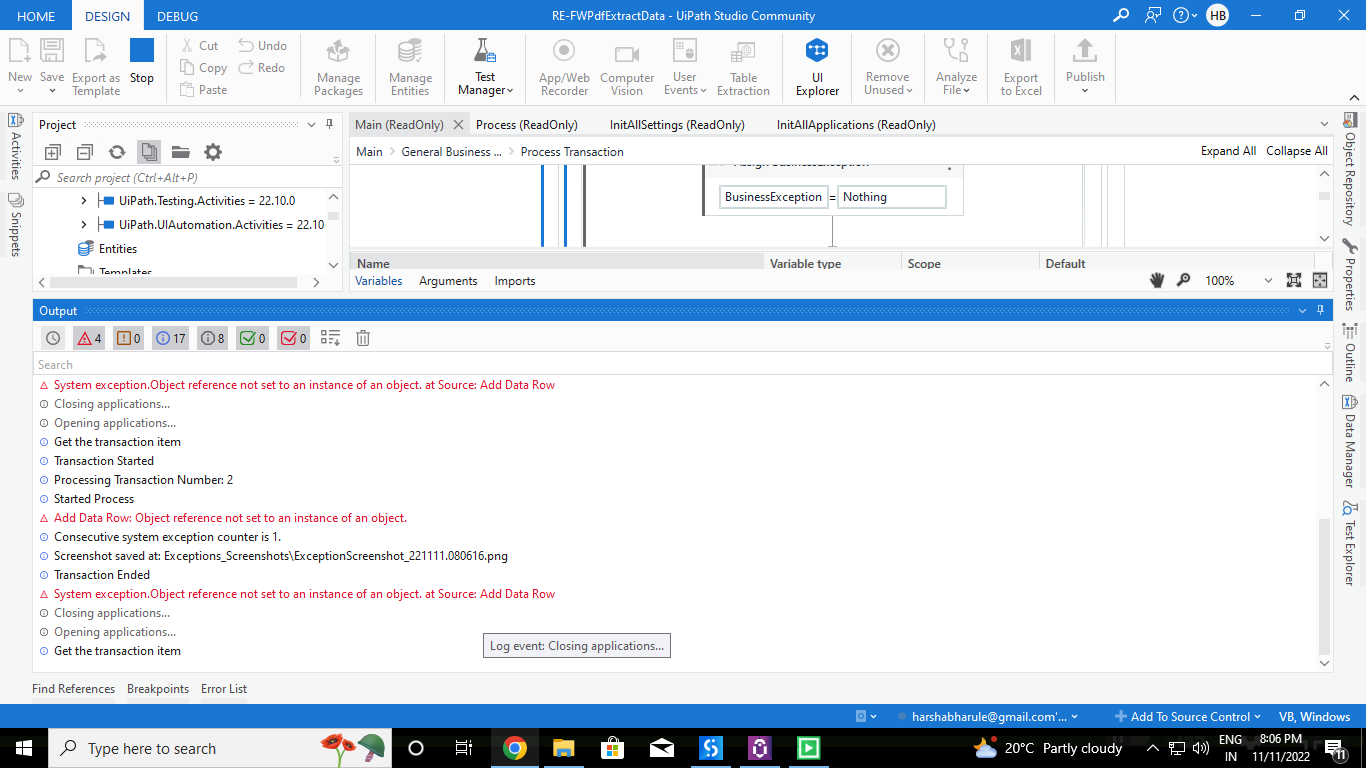 HOME DESIGN DEBUG RE-FWPdfExtractData - UiPath Studio Community HB
New Save Export as Template Stop Cut Copy Paste Undo Redo Manage Packages Manage Entities Test Manager App/Web Recorder Computer Vision User Events Table Extraction UI Explorer Remove Unused Analyze File Export to Excel Publish
Activities
Snippets
Project
Search project (Ctrl+Alt+P)
UiPath.Testing.Activities = 22.10.0
UiPath.UIAutomation.Activities = 22.10
Entities
Templates
Main (ReadOnly) Process (ReadOnly) InitAllSettings (ReadOnly) InitAllApplications (ReadOnly)
Main General Business ... Process Transaction Expand All Collapse All
Assign BusinessException
BusinessException = Nothing
Name Variable type Scope Default
Variables Arguments Imports 100%
Object Repository
Properties
Outline
Data Manager
Test Explorer
Output
4 0 17 8 0 0
Search
System exception.Object reference not set to an instance of an object. at Source: Add Data Row
Closing applications...
Opening applications...
Get the transaction item
Transaction Started
Processing Transaction Number: 2
Started Process
Add Data Row: Object reference not set to an instance of an object.
Consecutive system exception counter is 1.
Screenshot saved at: Exceptions_Screenshots\ExceptionScreenshot_221111.080616.png
Transaction Ended
System exception.Object reference not set to an instance of an object. at Source: Add Data Row
Closing applications...
Opening applications...
Get the transaction item
Log event: Closing applications...
Find References Breakpoints Error List
harshabharule@gmail.com'... Add To Source Control VB, Windows
Type here to search 20°C Partly cloudy ENG IN 8:06 PM 11/11/2022 11